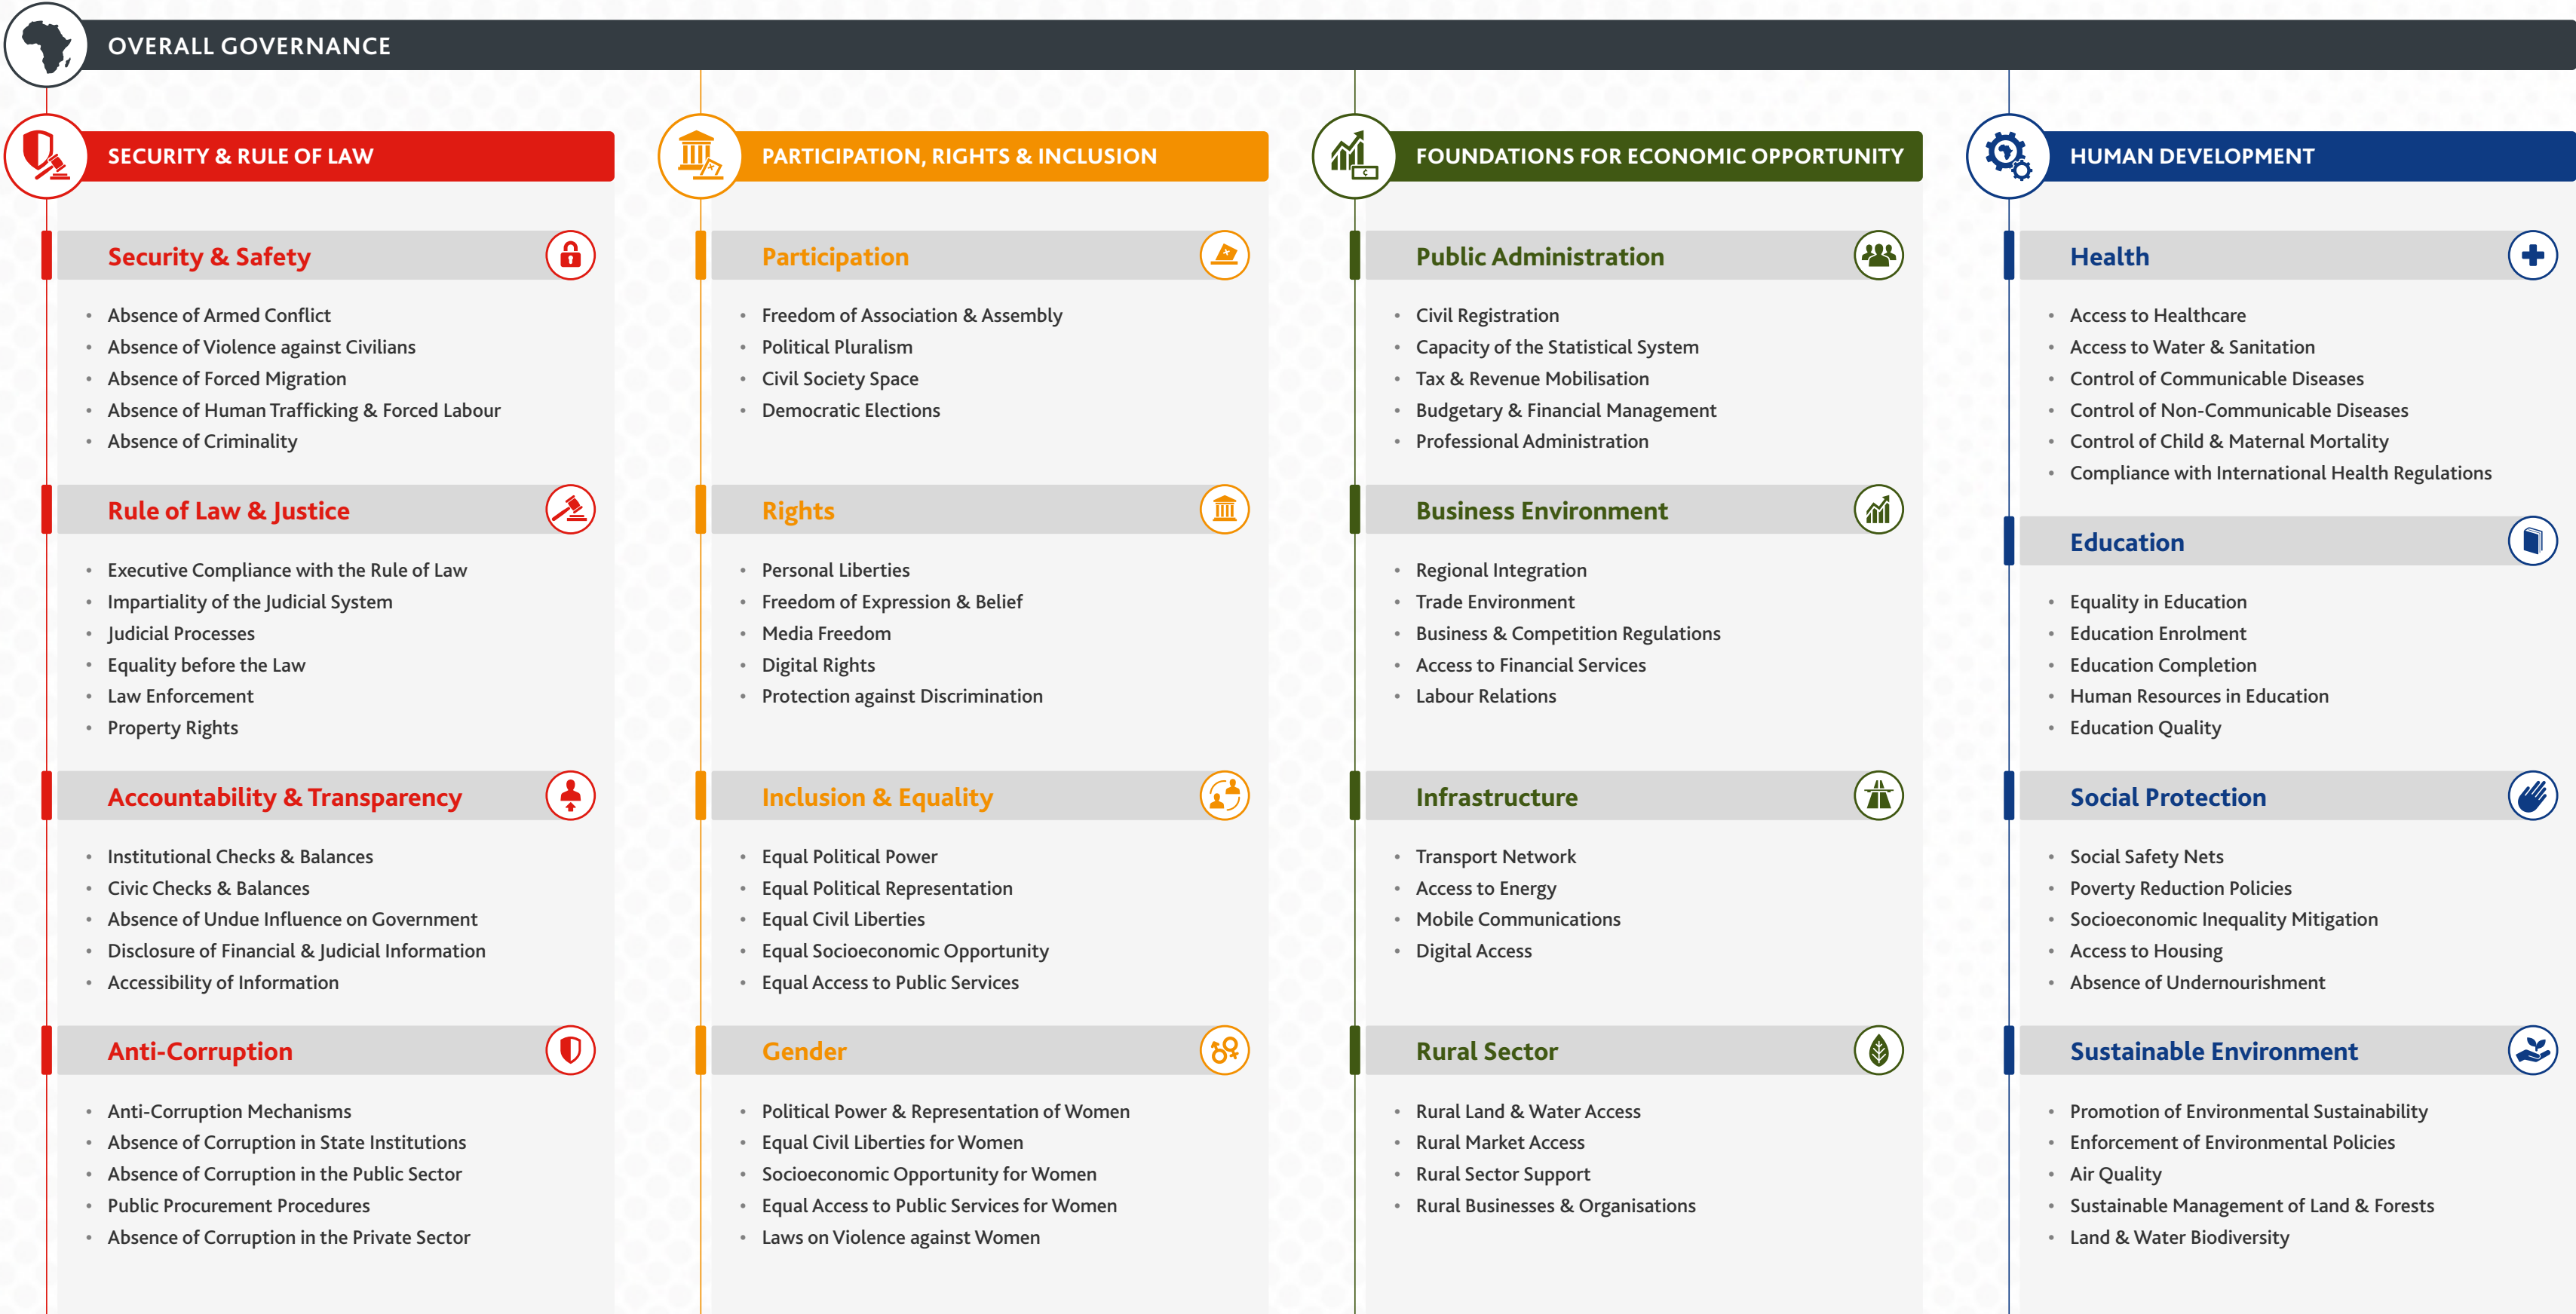 OVERALL GOVERNANCE
SECURITY & RULE OF LAW
Security & Safety
• Absence of Armed Conflict
• Absence of Violence against Civilians
• Absence of Forced Migration
• Absence of Human Trafficking & Forced Labour
• Absence of Criminality
Rule of Law & Justice
• Executive Compliance with the Rule of Law
• Impartiality of the Judicial System
• Judicial Processes
• Equality before the Law
• Law Enforcement
• Property Rights
Accountability & Transparency
• Institutional Checks & Balances
• Civic Checks & Balances
• Absence of Undue Influence on Government
• Disclosure of Financial & Judicial Information
• Accessibility of Information
Anti-Corruption
• Anti-Corruption Mechanisms
• Absence of Corruption in State Institutions
• Absence of Corruption in the Public Sector
• Public Procurement Procedures
• Absence of Corruption in the Private Sector
PARTICIPATION, RIGHTS & INCLUSION
Participation
• Freedom of Association & Assembly
• Political Pluralism
• Civil Society Space
• Democratic Elections
Rights
• Personal Liberties
• Freedom of Expression & Belief
• Media Freedom
• Digital Rights
• Protection against Discrimination
Inclusion & Equality
• Equal Political Power
• Equal Political Representation
• Equal Civil Liberties
• Equal Socioeconomic Opportunity
• Equal Access to Public Services
Gender
• Political Power & Representation of Women
• Equal Civil Liberties for Women
• Socioeconomic Opportunity for Women
• Equal Access to Public Services for Women
• Laws on Violence against Women
FOUNDATIONS FOR ECONOMIC OPPORTUNITY
Public Administration
• Civil Registration
• Capacity of the Statistical System
• Tax & Revenue Mobilisation
• Budgetary & Financial Management
• Professional Administration
Business Environment
• Regional Integration
• Trade Environment
• Business & Competition Regulations
• Access to Financial Services
• Labour Relations
Infrastructure
• Transport Network
• Access to Energy
• Mobile Communications
• Digital Access
Rural Sector
• Rural Land & Water Access
• Rural Market Access
• Rural Sector Support
• Rural Businesses & Organisations
HUMAN DEVELOPMENT
Health
• Access to Healthcare
• Access to Water & Sanitation
• Control of Communicable Diseases
• Control of Non-Communicable Diseases
• Control of Child & Maternal Mortality
• Compliance with International Health Regulations
Education
• Equality in Education
• Education Enrolment
• Education Completion
• Human Resources in Education
• Education Quality
Social Protection
• Social Safety Nets
• Poverty Reduction Policies
• Socioeconomic Inequality Mitigation
• Access to Housing
• Absence of Undernourishment
Sustainable Environment
• Promotion of Environmental Sustainability
• Enforcement of Environmental Policies
• Air Quality
• Sustainable Management of Land & Forests
• Land & Water Biodiversity